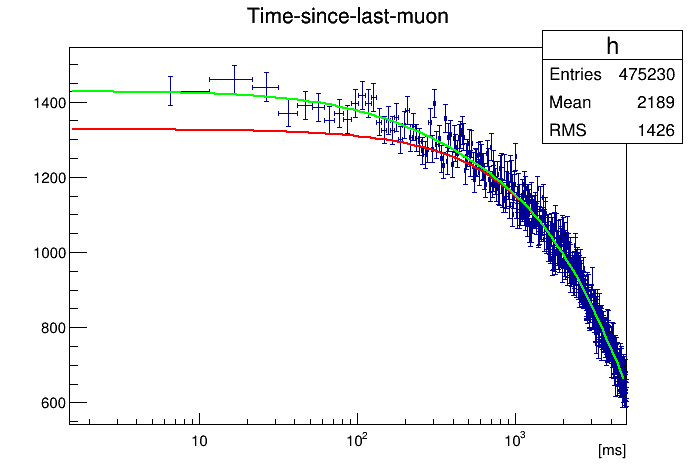 Time-since-last-muon
h
Entries 475230
Mean 2189
RMS 1426
1400
1200
1000
800
600
10
10²
10³
[ms]